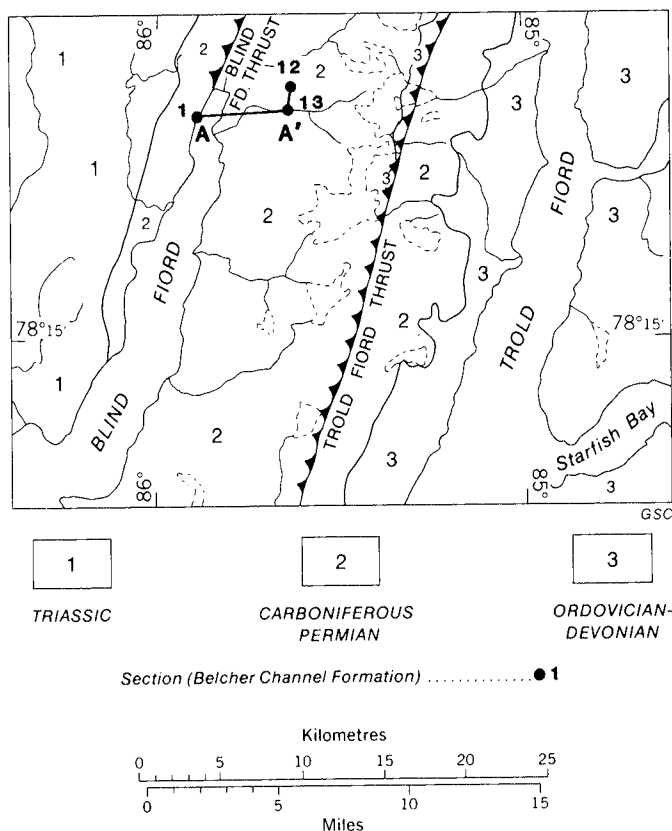 86°
85°
1
2
BLIND
FD. THRUST
12
2
3
3
3
1
13
A
A'
1
2
3
2
3
2
FIORD
FIORD
3
78°15'
78°15'
TROLD FIORD THRUST
2
TROLD
1
BLIND
2
3
Starfish Bay
86°
85°
3
GSC
1
2
3
TRIASSIC
CARBONIFEROUS
PERMIAN
ORDOVICIAN-
DEVONIAN
Section (Belcher Channel Formation) .............. 1
Kilometres
0 5 10 15 20 25
0 5 10 15
Miles